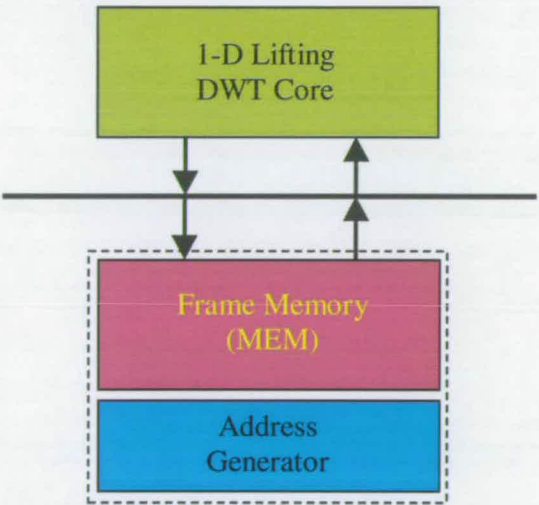 1-D Lifting
DWT Core
Frame Memory
(MEM)
Address
Generator